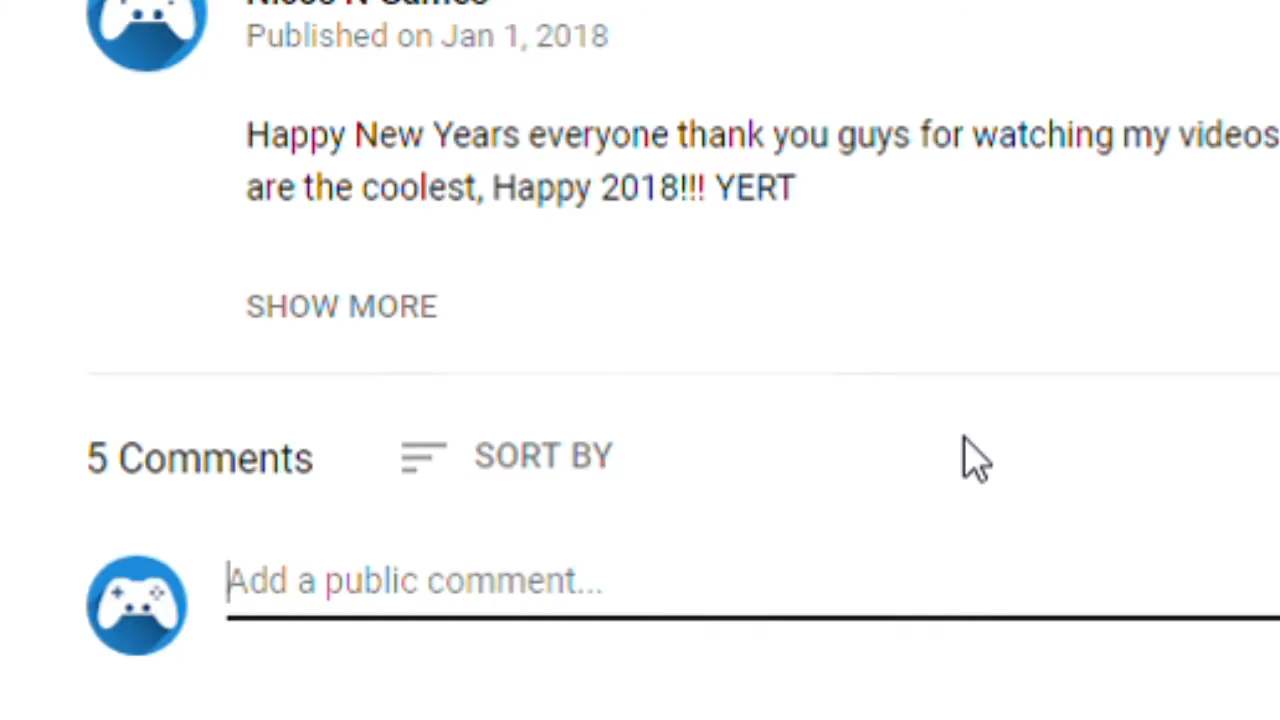 Published on Jan 1, 2018
Happy New Years everyone thank you guys for watching my videos
are the coolest, Happy 2018!!! YERT
SHOW MORE
5 Comments SORT BY
Add a public comment...